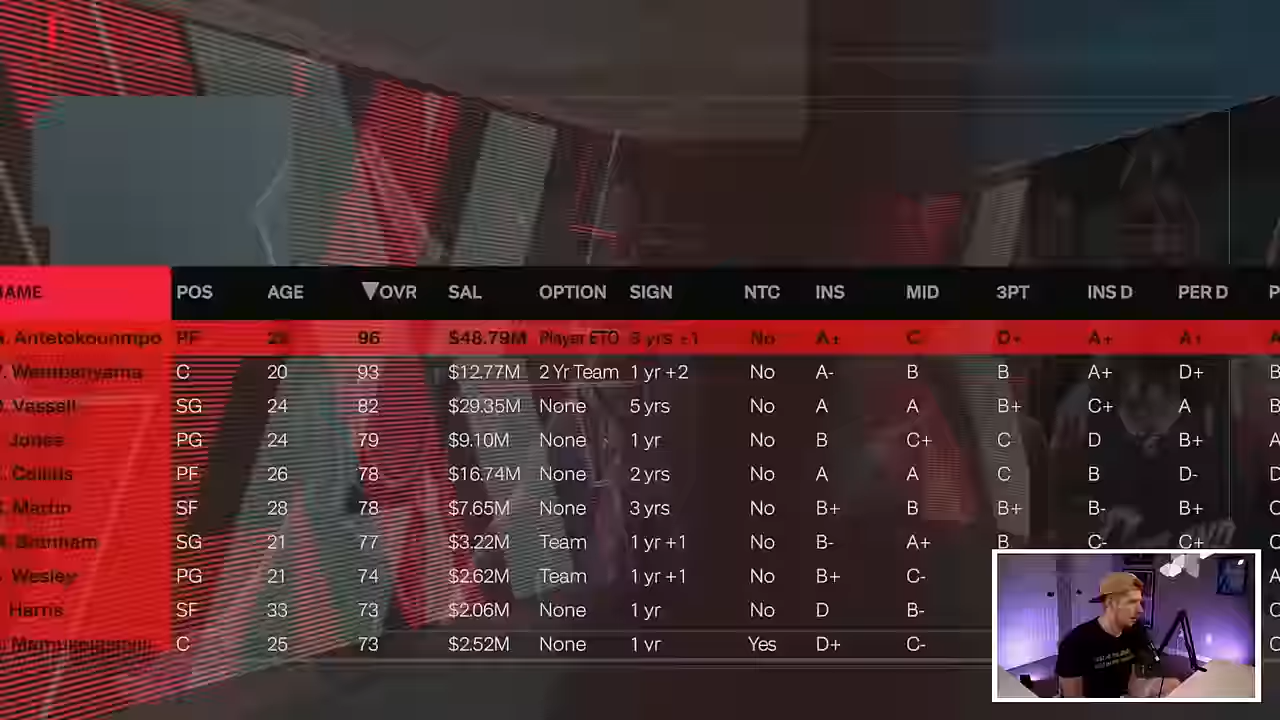 AME POS AGE ▼OVR SAL OPTION SIGN NTC INS MID 3PT INS D PER D P
. Antetokounmpo PF 96 $48.79M Player ETO 3 yrs +1 No A+ C D+ A+ A+ A
. Wembanyama C 20 93 $12.77M 2 Yr Team 1 yr +2 No A- B B A+ D+ B
. Vassell SG 24 82 $29.35M None 5 yrs No A A B+ C+ A B
Jones PG 24 79 $9.10M None 1 yr No B C+ C D B+ A
. Collins PF 26 78 $16.74M None 2 yrs No A A C B D- B
. Martin SF 28 78 $7.65M None 3 yrs No B+ B B+ B- B+ C
. Branham SG 21 77 $3.22M Team 1 yr +1 No B- A+ B C- C+ C
Wesley PG 21 74 $2.62M Team 1 yr +1 No B+ C- A
Harris SF 33 73 $2.06M None 1 yr No D B- C
C 25 73 $2.52M None 1 yr Yes D+ C- C